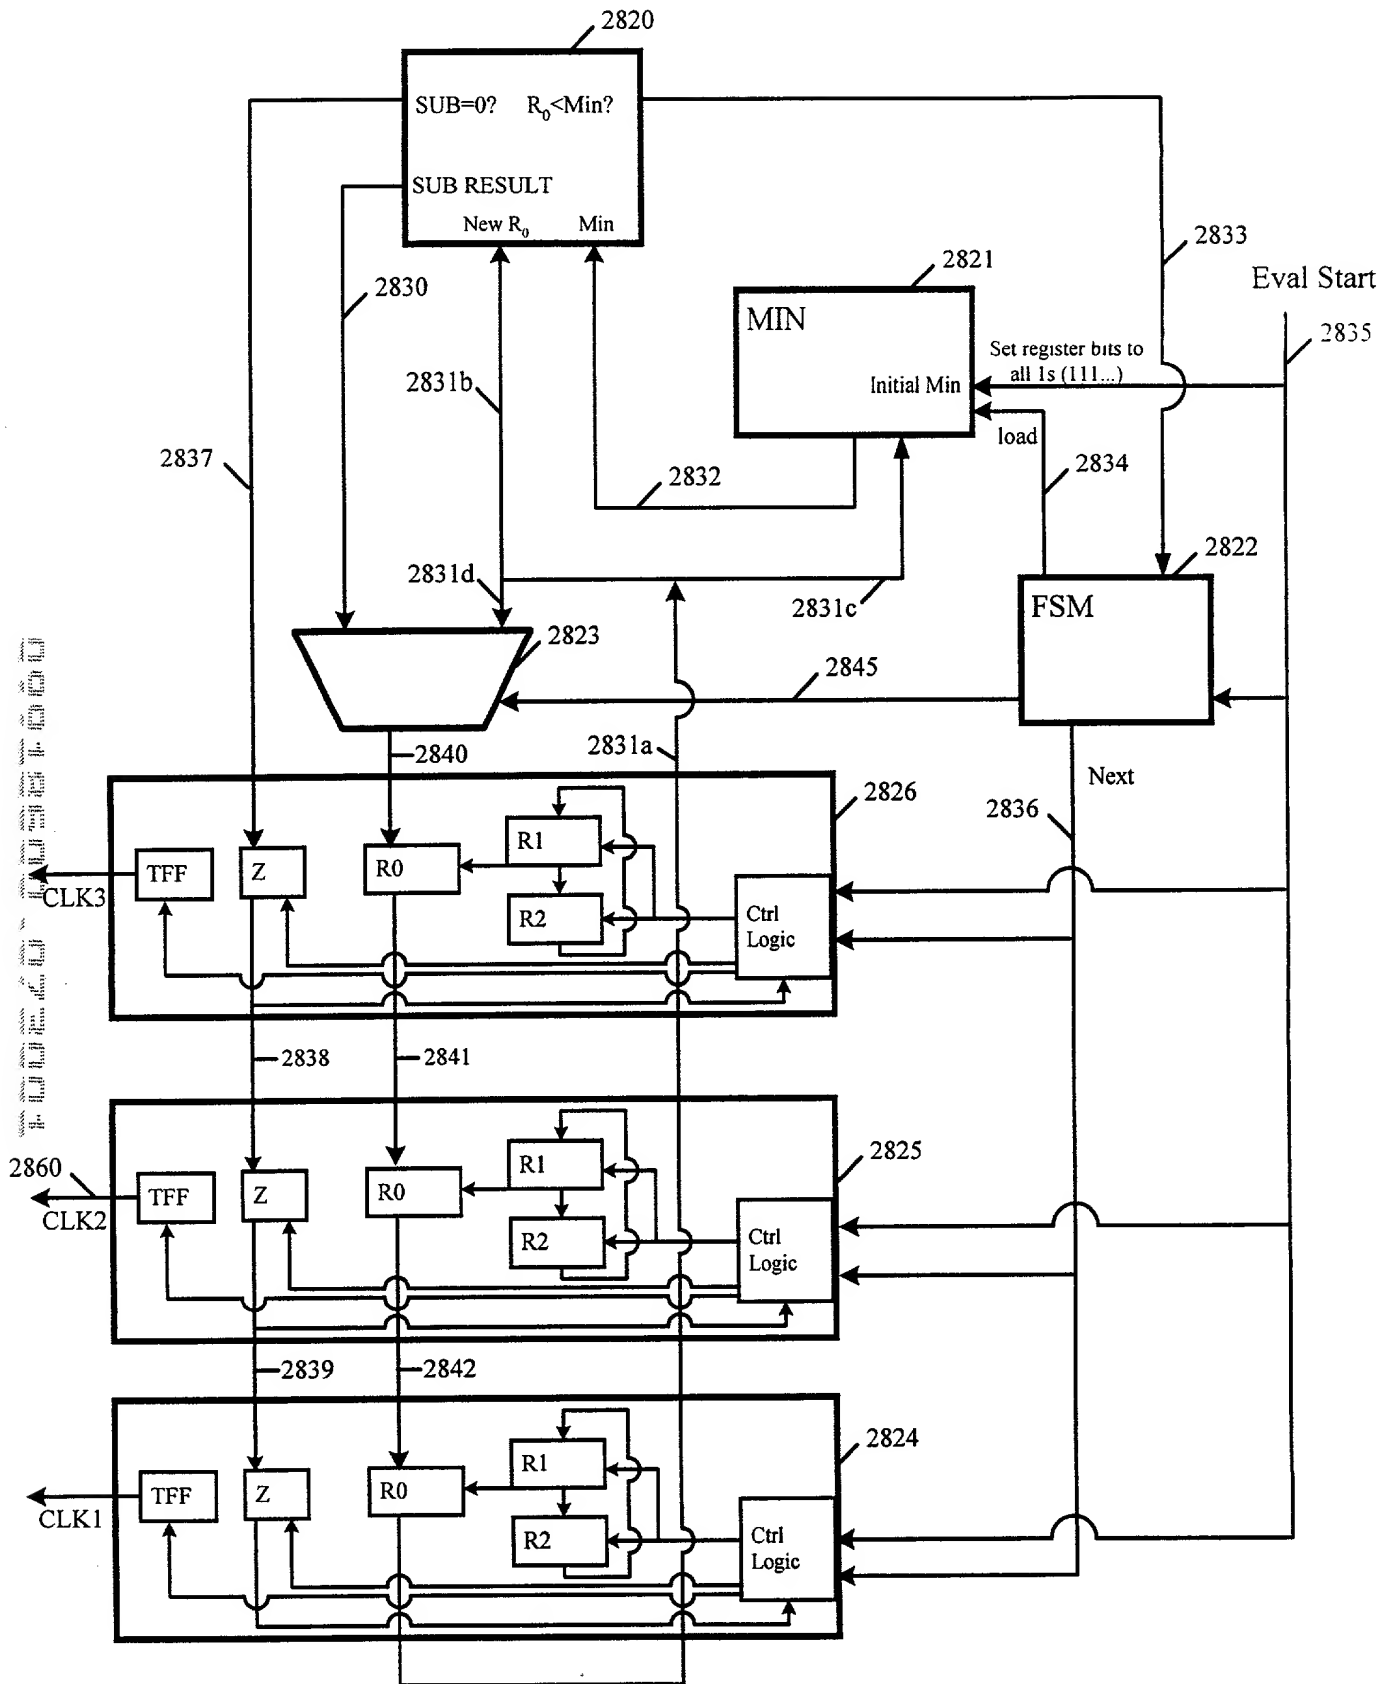 2820
SUB=0? R0<Min?
SUB RESULT
New R0 Min
2833
2821
Eval Start
2830
MIN
2835
Set register bits to
all 1s (111...)
Initial Min
2831b
load
2837
2834
2832
2822
2831d
2831c
FSM
2823
2845
2831a
2840
Next
2836
2826
R1
TFF Z R0
CLK3
R2
Ctrl
Logic
2838 2841
2860
2825
R1
TFF Z R0
CLK2
R2
Ctrl
Logic
2839 2842
2824
R1
TFF Z R0
CLK1
R2
Ctrl
Logic